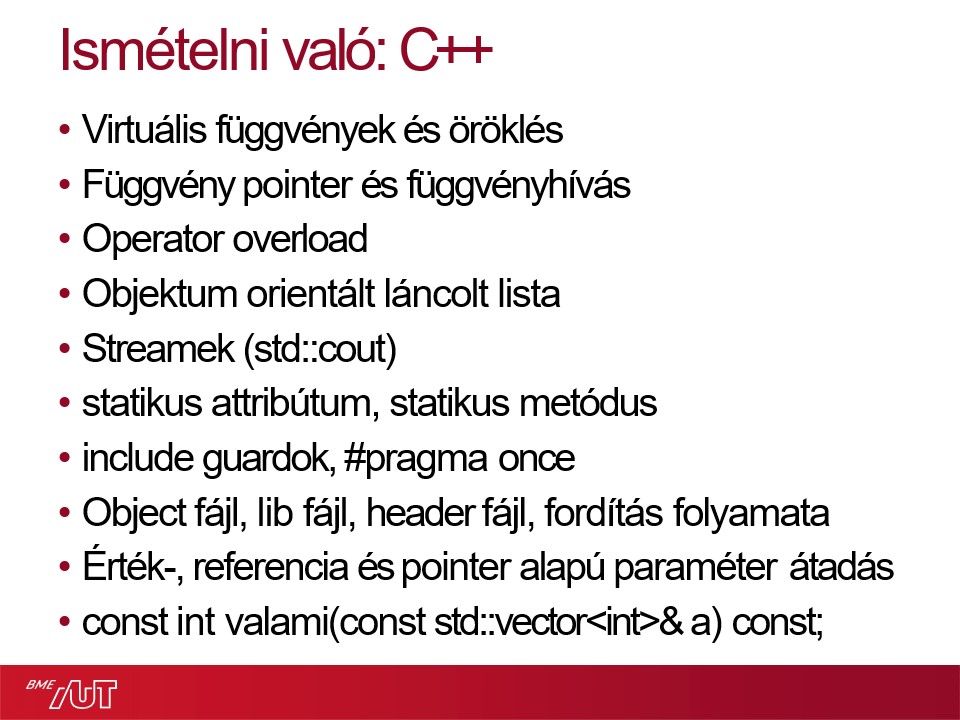 Ismételni való: C++
• Virtuális függvények és öröklés
• Függvény pointer és függvényhívás
• Operator overload
• Objektum orientált láncolt lista
• Streamek (std::cout)
• statikus attribútum, statikus metódus
• include guardok, #pragma once
• Object fájl, lib fájl, header fájl, fordítás folyamata
• Érték-, referencia és pointer alapú paraméter átadás
• const int valami(const std::vector<int>& a) const;
BME AUT